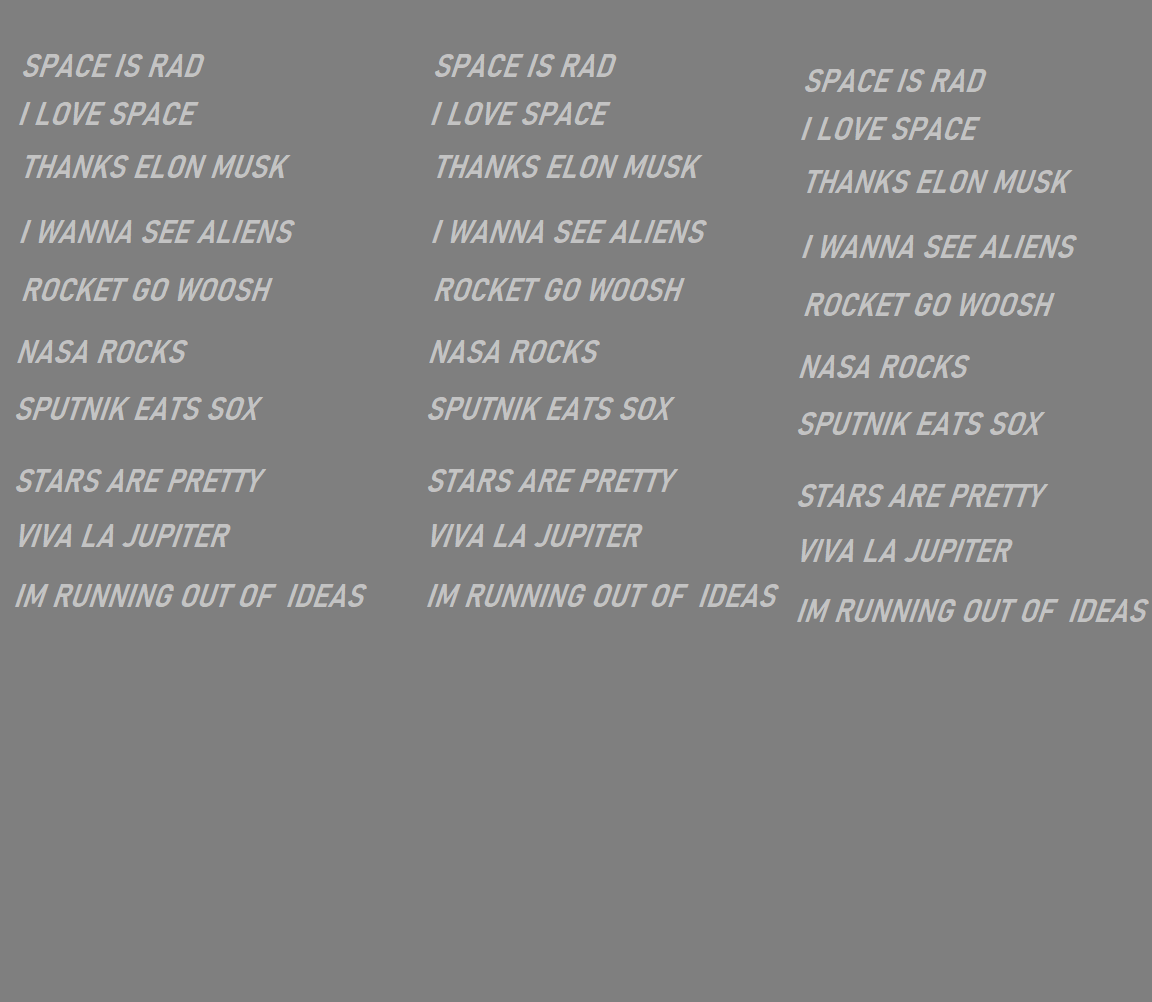 SPACE IS RAD
I LOVE SPACE
THANKS ELON MUSK
I WANNA SEE ALIENS
ROCKET GO WOOSH
NASA ROCKS
SPUTNIK EATS SOX
STARS ARE PRETTY
VIVA LA JUPITER
IM RUNNING OUT OF  IDEAS
SPACE IS RAD
I LOVE SPACE
THANKS ELON MUSK
I WANNA SEE ALIENS
ROCKET GO WOOSH
NASA ROCKS
SPUTNIK EATS SOX
STARS ARE PRETTY
VIVA LA JUPITER
IM RUNNING OUT OF  IDEAS
SPACE IS RAD
I LOVE SPACE
THANKS ELON MUSK
I WANNA SEE ALIENS
ROCKET GO WOOSH
NASA ROCKS
SPUTNIK EATS SOX
STARS ARE PRETTY
VIVA LA JUPITER
IM RUNNING OUT OF  IDEAS